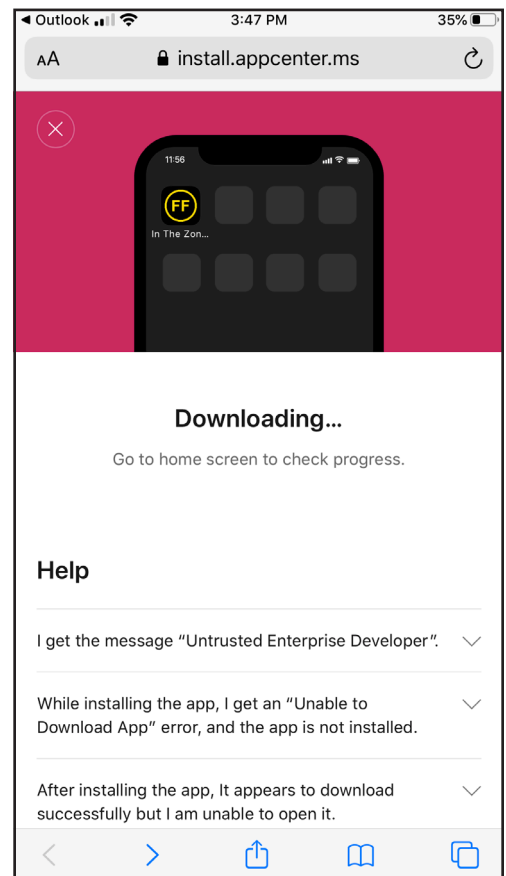 ◀ Outlook 3:47 PM 35%
AA install.appcenter.ms
11:56
FF
In The Zon...
Downloading...
Go to home screen to check progress.
Help
I get the message “Untrusted Enterprise Developer”.
While installing the app, I get an “Unable to
Download App” error, and the app is not installed.
After installing the app, It appears to download
successfully but I am unable to open it.